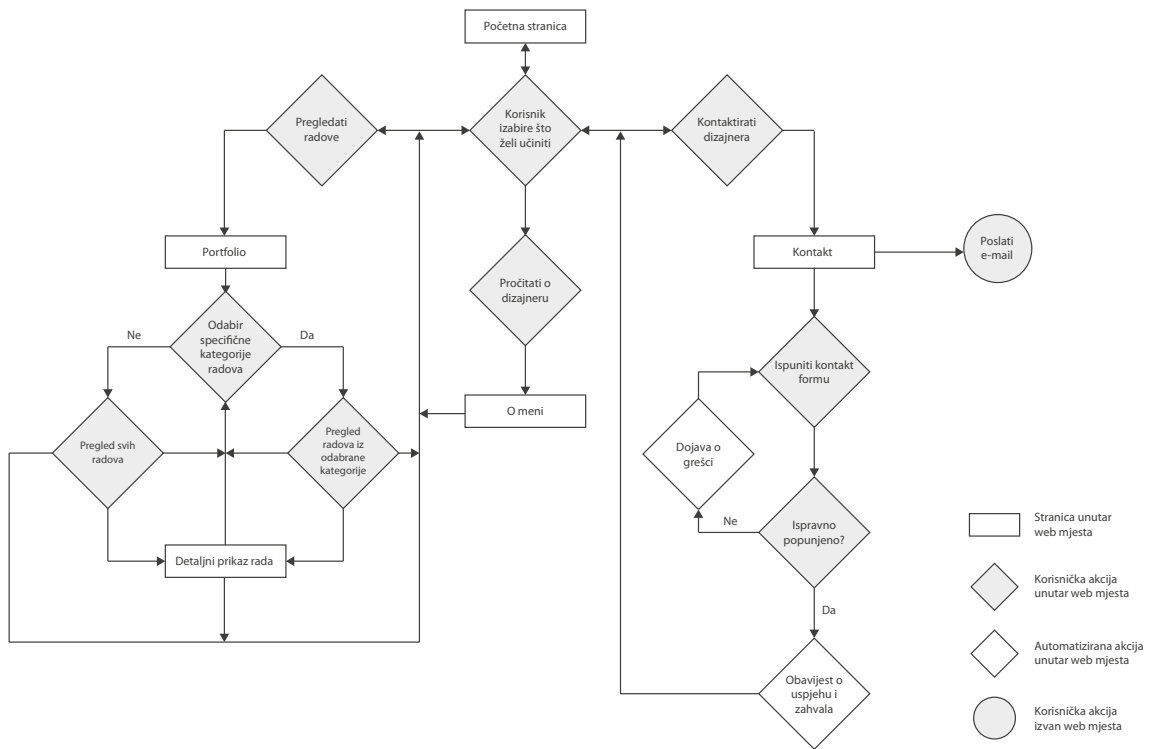 Početna stranica
Pregledati
radove
Korisnik
izabire što
želi učiniti
Kontaktirati
dizajnera
Portfolio
Pročitati o
dizajneru
Kontakt
Poslati
e-mail
Ne
Odabir
specifične
kategorije
radova
Da
Ispuniti kontakt
formu
O meni
Pregled svih
radova
Pregled
radova iz
odabrane
kategorije
Dojava o
grešci
Ne
Ispravno
popunjeno?
Detaljni prikaz rada
Da
Obavijest o
uspjehu i
zahvala
Stranica unutar
web mjesta
Korisnička akcija
unutar web mjesta
Automatizirana akcija
unutar web mjesta
Korisnička akcija
izvan web mjesta